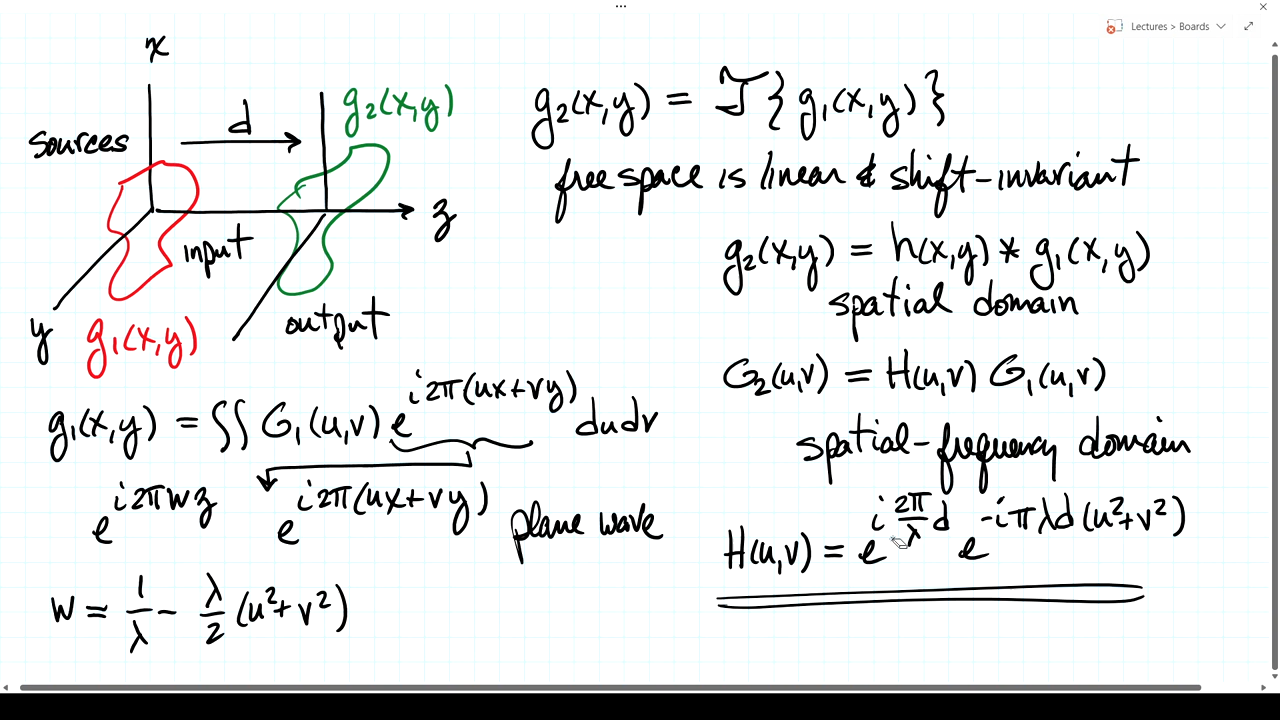 Lectures > Boards
x
sources
d
g₂(x,y)
z
input
y
g₁(x,y)
output
g₂(x,y) = 𝒯{g₁(x,y)}
free space is linear & shift-invariant
g₂(x,y) = h(x,y) * g₁(x,y)
spatial domain
G₂(u,v) = H(u,v) G₁(u,v)
spatial-frequency domain
H(u,v) = e^{i 2π/λ d} e^{-iπλd(u²+v²)}
g₁(x,y) = ∬ G₁(u,v) e^{i2π(ux+vy)} du dv
e^{i2πwz} e^{i2π(ux+vy)} plane wave
w = 1/λ - λ/2 (u²+v²)